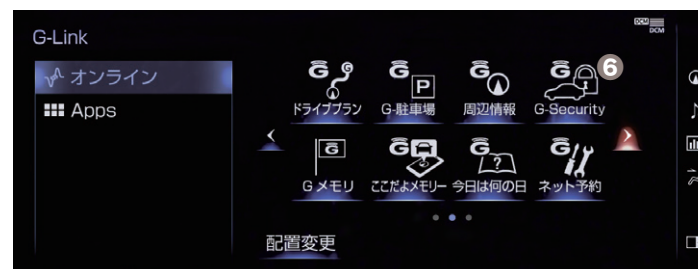 G-Link
DCM
DCM
オンライン
Apps
ドライブプラン
G-駐車場
周辺情報
G-Security
6
Gメモリ
ここだよメモリー
今日は何の日
ネット予約
配置変更